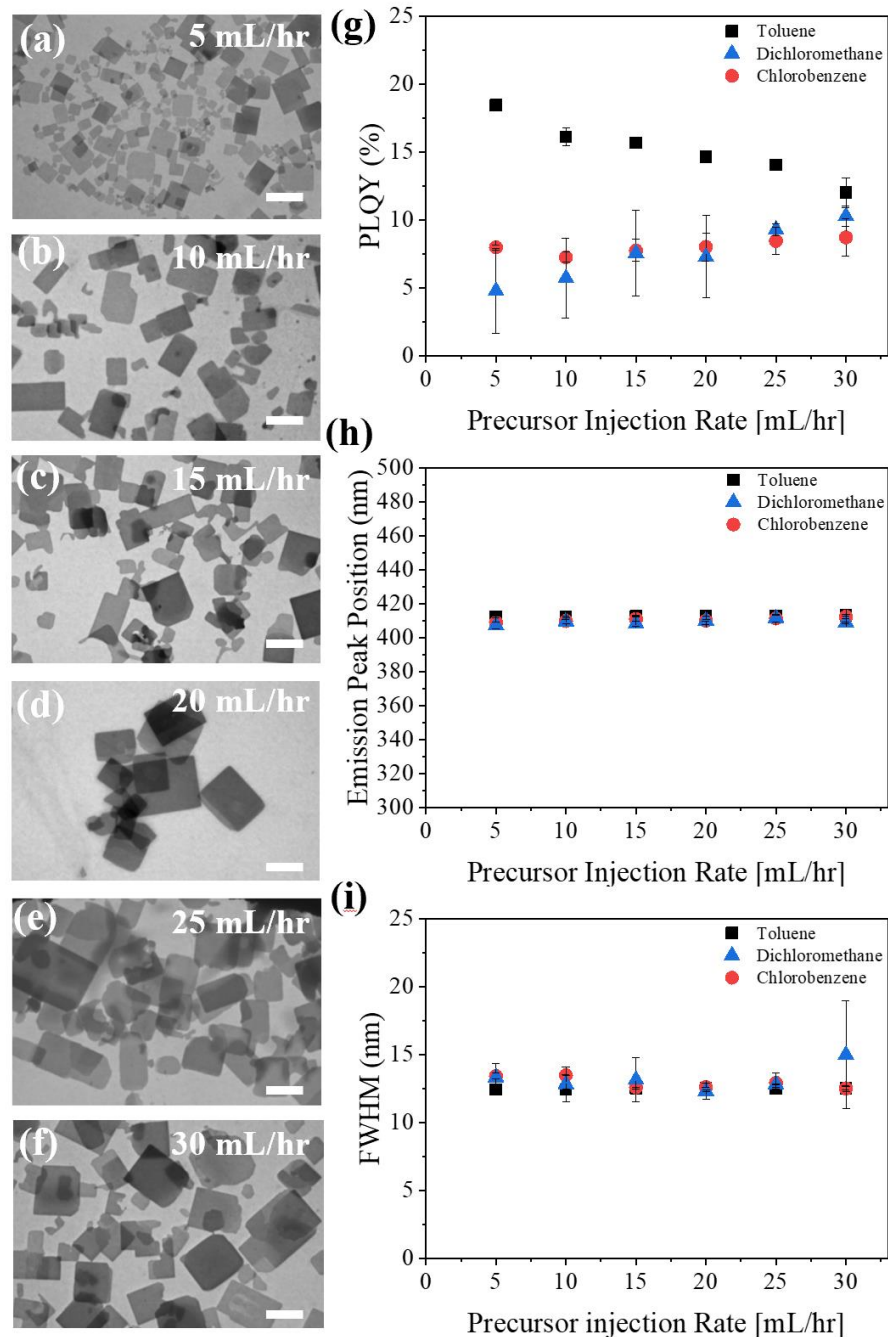 (a) 5 mL/hr
(b) 10 mL/hr
(c) 15 mL/hr
(d) 20 mL/hr
(e) 25 mL/hr
(f) 30 mL/hr
(g)
Toluene
Dichloromethane
Chlorobenzene
PLQY (%)
25
20
15
10
5
0
0 5 10 15 20 25 30
Precursor Injection Rate [mL/hr]
(h)
Toluene
Dichloromethane
Chlorobenzene
Emission Peak Position (nm)
500
480
460
440
420
400
380
360
340
320
300
0 5 10 15 20 25 30
Precursor Injection Rate [mL/hr]
(i)
Toluene
Dichloromethane
Chlorobenzene
FWHM (nm)
25
20
15
10
5
0
0 5 10 15 20 25 30
Precursor injection Rate [mL/hr]